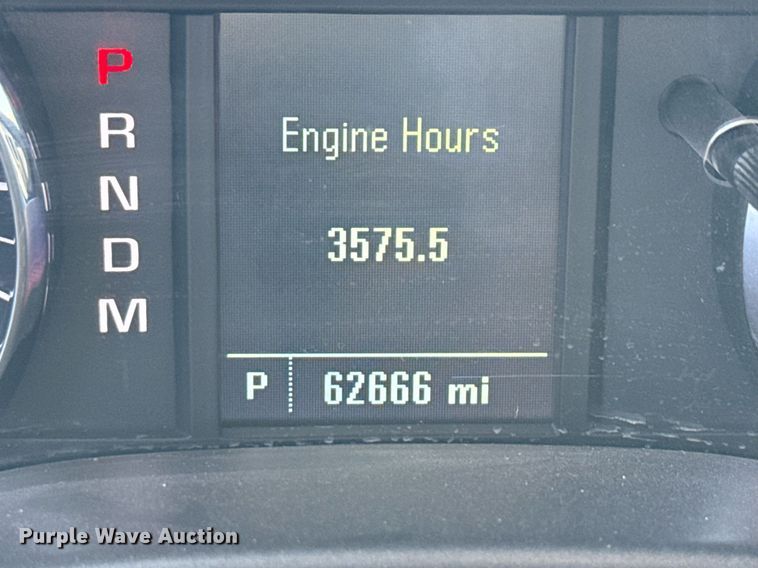 P
R
N
D
M
Engine Hours
3575.5
P 62666 mi
Purple Wave Auction